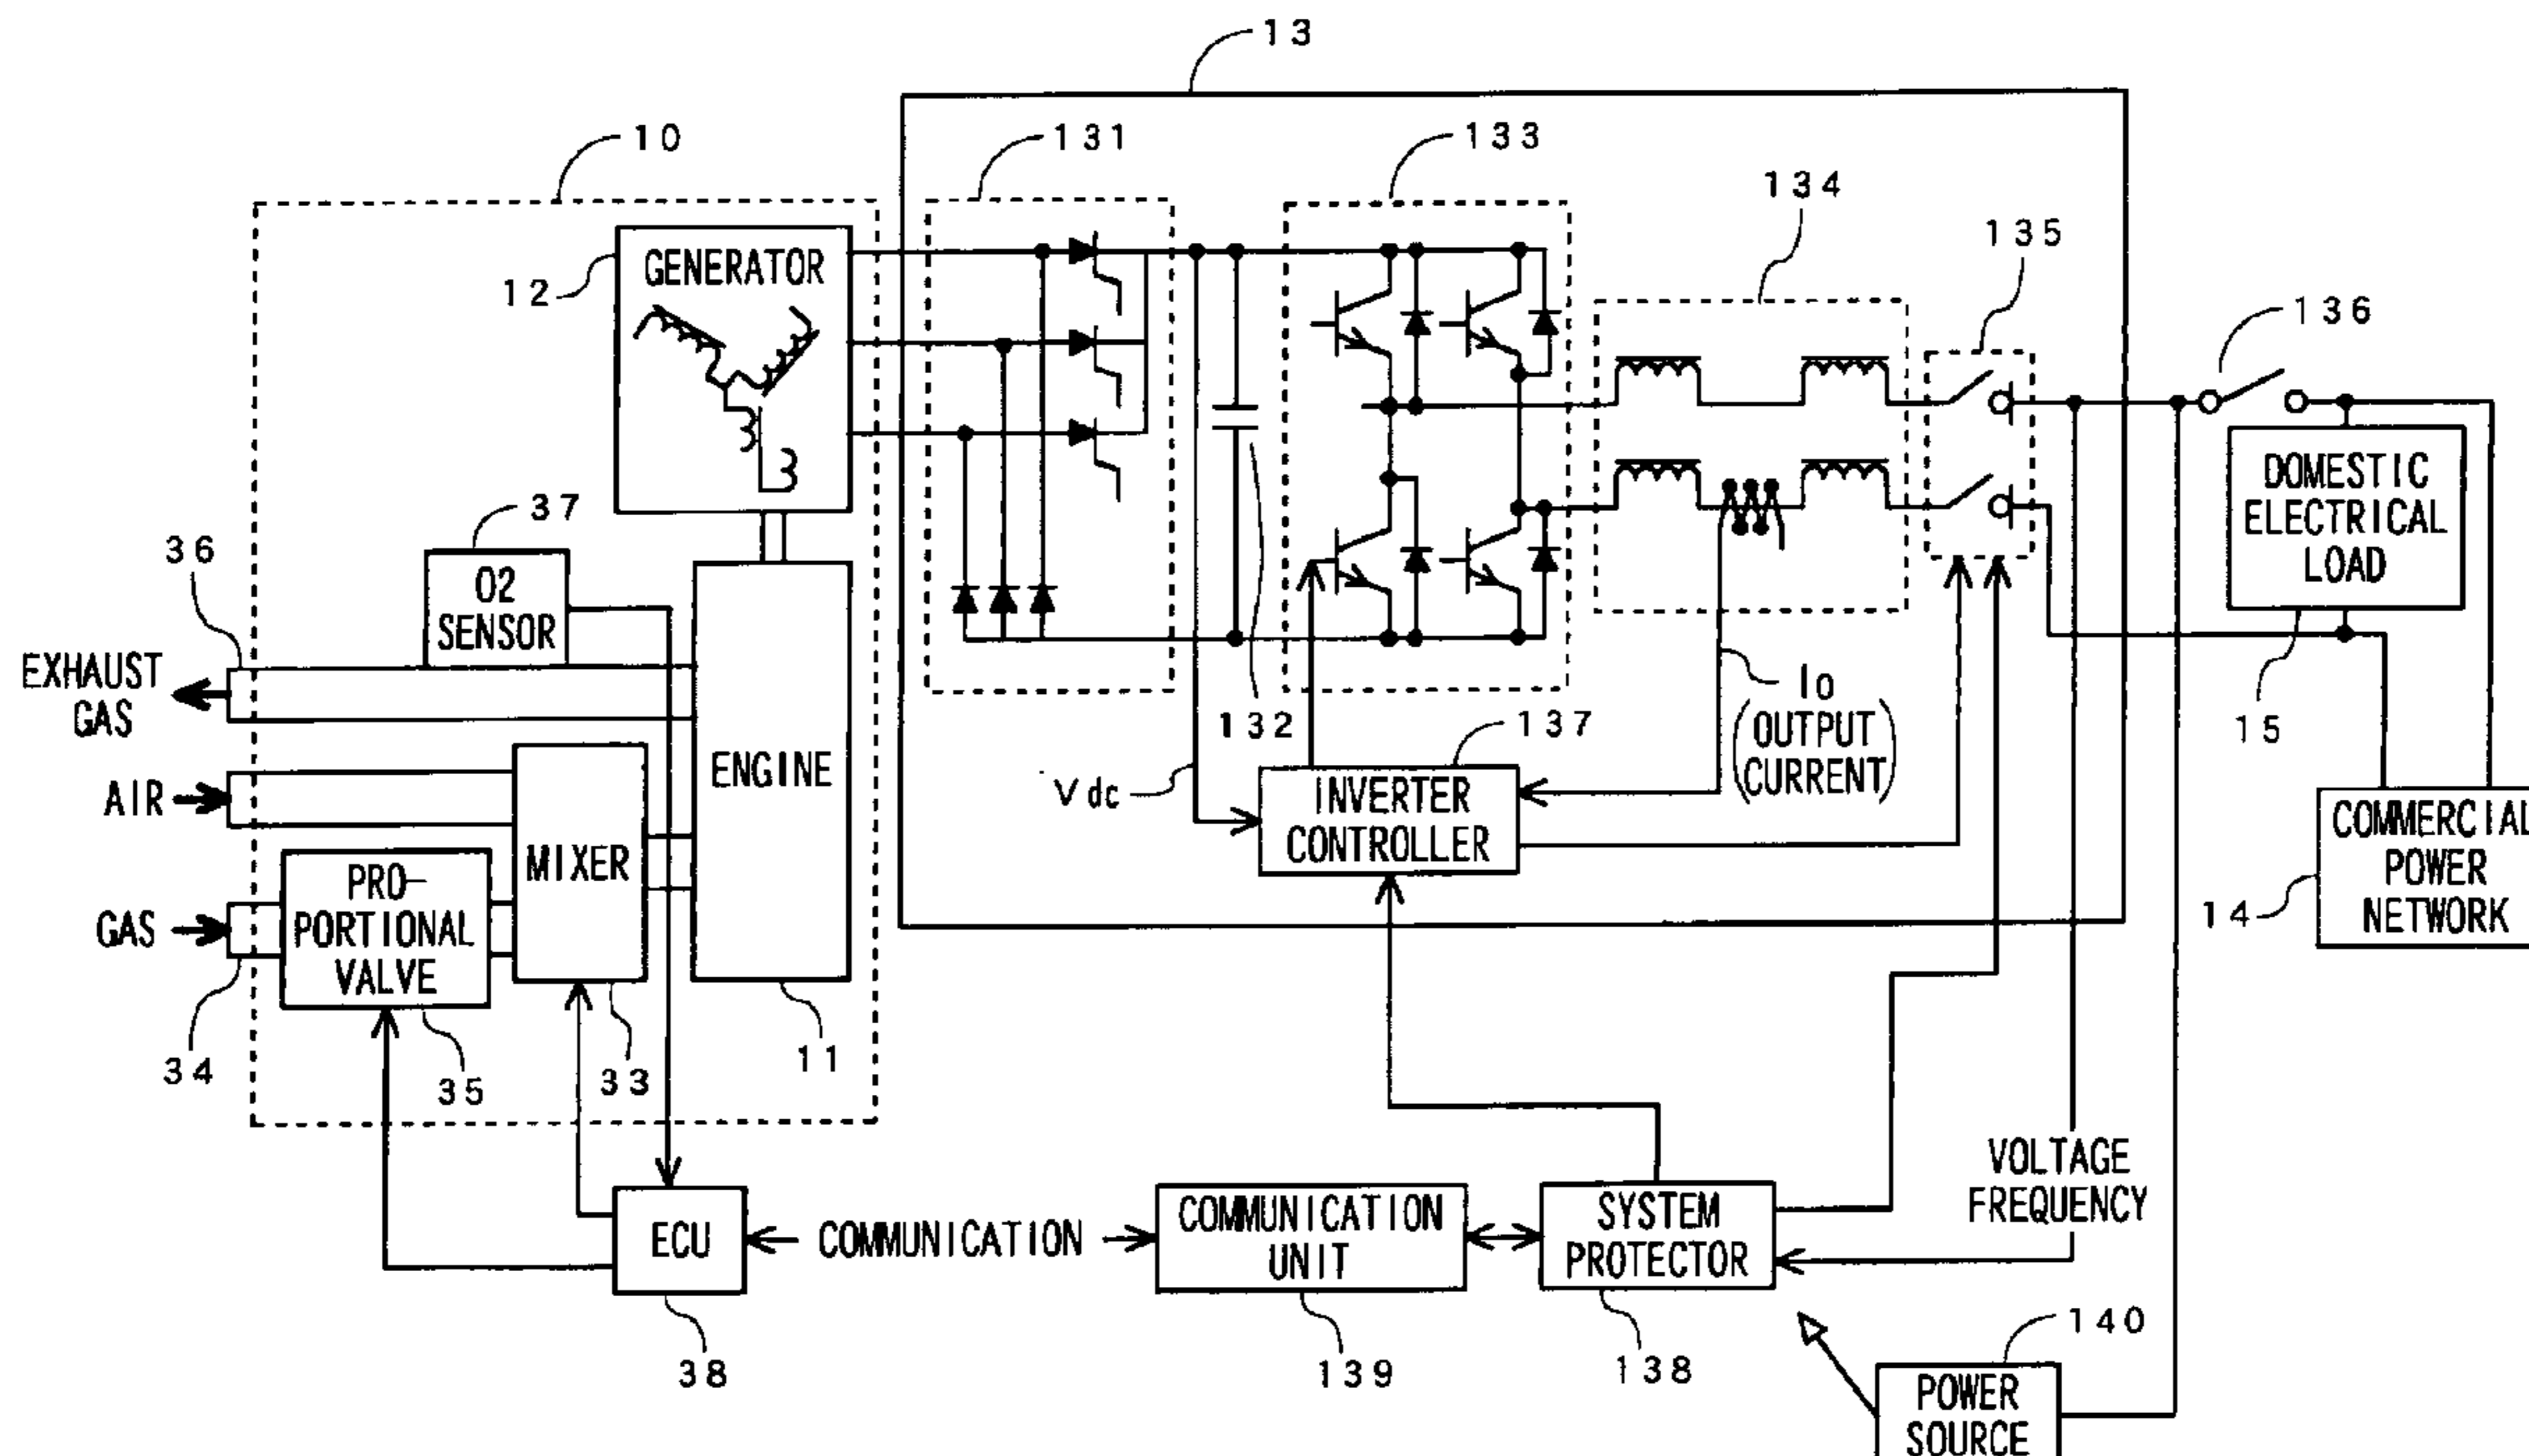 13
10
131
133
134
135
136
12
GENERATOR
37
36
O2
SENSOR
EXHAUST
GAS
AIR
GAS
34
PRO-
PORTIONAL
VALVE
35
MIXER
33
ENGINE
11
132
Vdc
137
INVERTER
CONTROLLER
Io
(OUTPUT
CURRENT)
DOMESTIC
ELECTRICAL
LOAD
15
COMMERCIAL
POWER
NETWORK
14
VOLTAGE
FREQUENCY
ECU
38
COMMUNICATION
COMMUNICATION
UNIT
139
SYSTEM
PROTECTOR
138
140
POWER
SOURCE